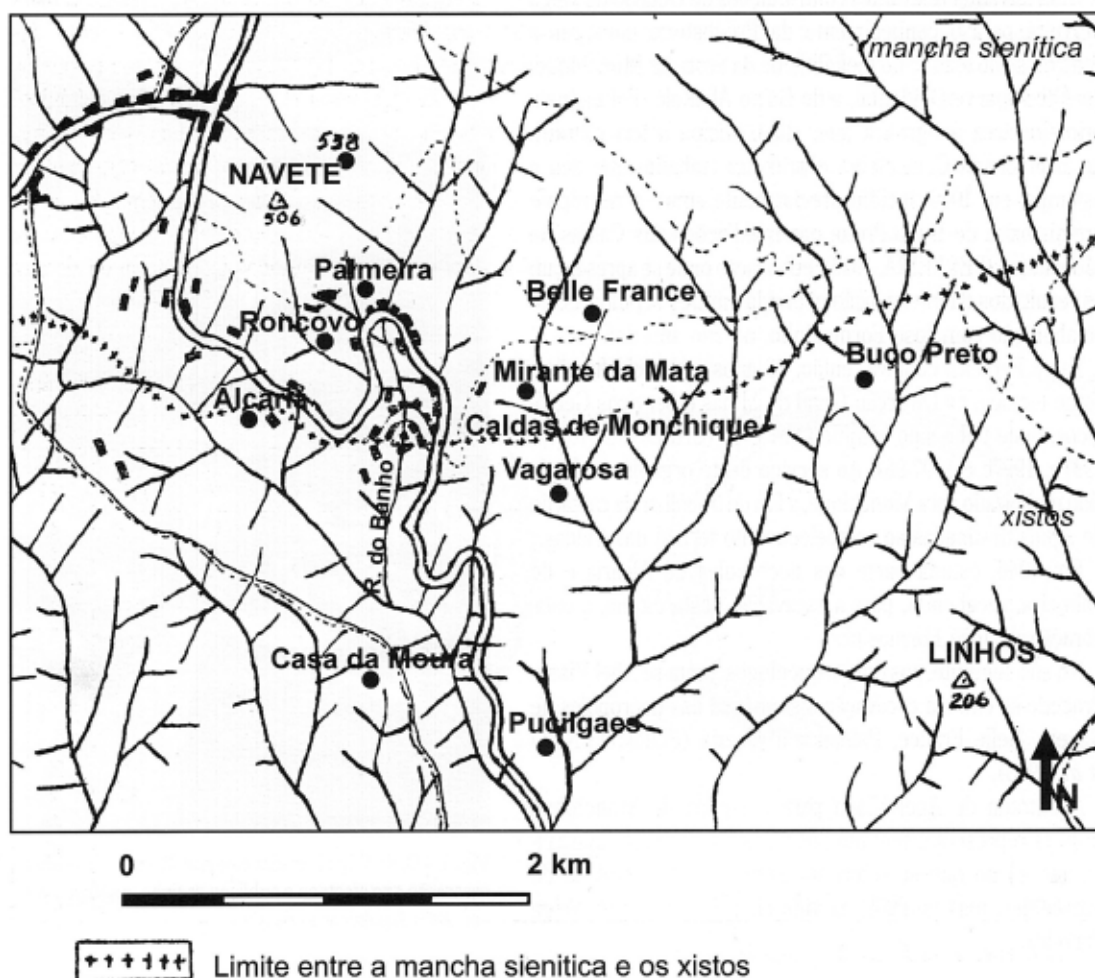 mancha sienitica
538
NAVETE
506
Palmeira
Roncovo
Belle France
Buço Preto
Mirante da Mata
Alcaria
Caldas de Monchique
Vagarosa
xistos
R. do Banho
Casa da Moura
LINHOS
206
Pucilgaes
N
0 2 km
Limite entre a mancha sienitica e os xistos